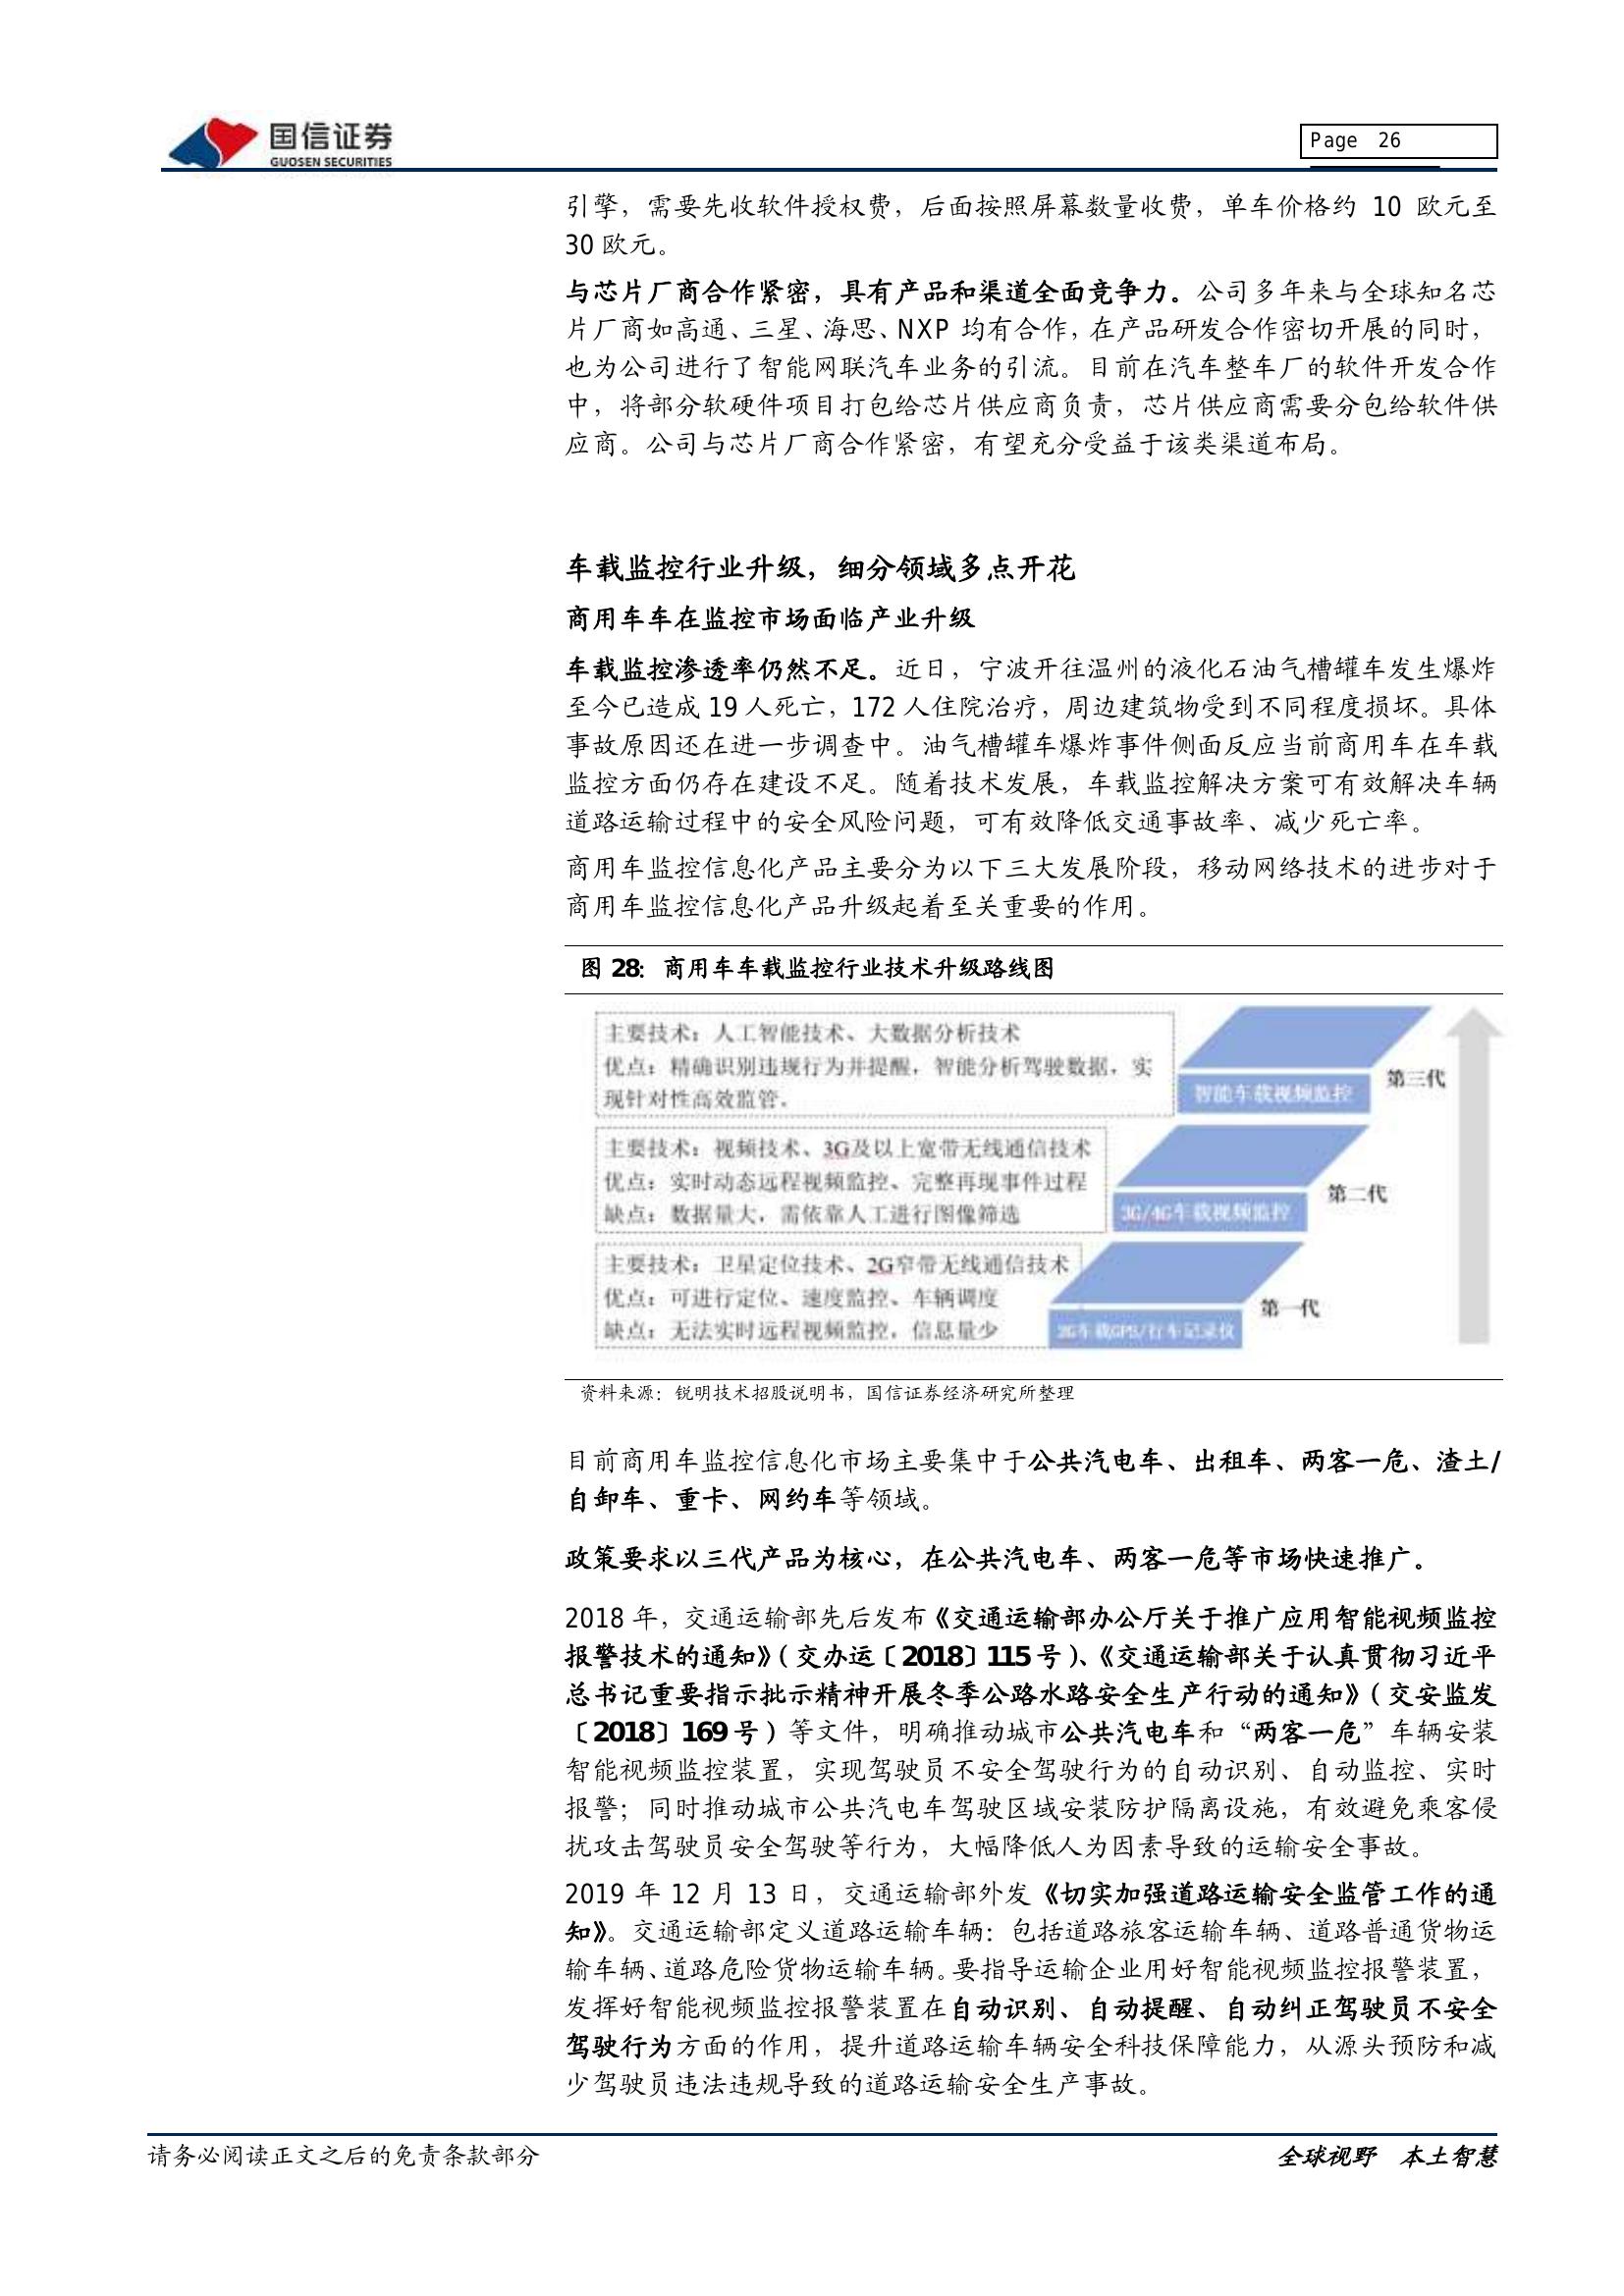 国信证券
GUOSEN SECURITIES
Page 26
引擎，需要先收软件授权费，后面按照屏幕数量收费，单车价格约 10 欧元至
30 欧元。
与芯片厂商合作紧密，具有产品和渠道全面竞争力。公司多年来与全球知名芯
片厂商如高通、三星、海思、NXP 均有合作，在产品研发合作密切开展的同时，
也为公司进行了智能网联汽车业务的引流。目前在汽车整车厂的软件开发合作
中，将部分软硬件项目打包给芯片供应商负责，芯片供应商需要分包给软件供
应商。公司与芯片厂商合作紧密，有望充分受益于该类渠道布局。
车载监控行业升级，细分领域多点开花
商用车车在监控市场面临产业升级
车载监控渗透率仍然不足。近日，宁波开往温州的液化石油气槽罐车发生爆炸
至今已造成 19 人死亡，172 人住院治疗，周边建筑物受到不同程度损坏。具体
事故原因还在进一步调查中。油气槽罐车爆炸事件侧面反应当前商用车在车载
监控方面仍存在建设不足。随着技术发展，车载监控解决方案可有效解决车辆
道路运输过程中的安全风险问题，可有效降低交通事故率、减少死亡率。
商用车监控信息化产品主要分为以下三大发展阶段，移动网络技术的进步对于
商用车监控信息化产品升级起着至关重要的作用。
图 28：商用车车载监控行业技术升级路线图
主要技术：人工智能技术、大数据分析技术
优点：精确识别违规行为并提醒，智能分析驾驶数据，实
现针对性高效监管。
智能车载视频监控
第三代
主要技术：视频技术、3G及以上宽带无线通信技术
优点：实时动态远程视频监控、完整再现事件过程
缺点：数据量大，需依靠人工进行图像筛选
3G/4G车载视频监控
第二代
主要技术：卫星定位技术、2G窄带无线通信技术
优点：可进行定位、速度监控、车辆调度
缺点：无法实时远程视频监控，信息量少
2G车载GPS/行车记录仪
第一代
资料来源：锐明技术招股说明书，国信证券经济研究所整理
目前商用车监控信息化市场主要集中于公共汽电车、出租车、两客一危、渣土/
自卸车、重卡、网约车等领域。
政策要求以三代产品为核心，在公共汽电车、两客一危等市场快速推广。
2018 年，交通运输部先后发布《交通运输部办公厅关于推广应用智能视频监控
报警技术的通知》（交办运〔2018〕115 号）、《交通运输部关于认真贯彻习近平
总书记重要指示批示精神开展冬季公路水路安全生产行动的通知》（交安监发
〔2018〕169 号）等文件，明确推动城市公共汽电车和“两客一危”车辆安装
智能视频监控装置，实现驾驶员不安全驾驶行为的自动识别、自动监控、实时
报警；同时推动城市公共汽电车驾驶区域安装防护隔离设施，有效避免乘客侵
扰攻击驾驶员安全驾驶等行为，大幅降低人为因素导致的运输安全事故。
2019 年 12 月 13 日，交通运输部外发《切实加强道路运输安全监管工作的通
知》。交通运输部定义道路运输车辆：包括道路旅客运输车辆、道路普通货物运
输车辆、道路危险货物运输车辆。要指导运输企业用好智能视频监控报警装置，
发挥好智能视频监控报警装置在自动识别、自动提醒、自动纠正驾驶员不安全
驾驶行为方面的作用，提升道路运输车辆安全科技保障能力，从源头预防和减
少驾驶员违法违规导致的道路运输安全生产事故。
请务必阅读正文之后的免责条款部分
全球视野 本土智慧